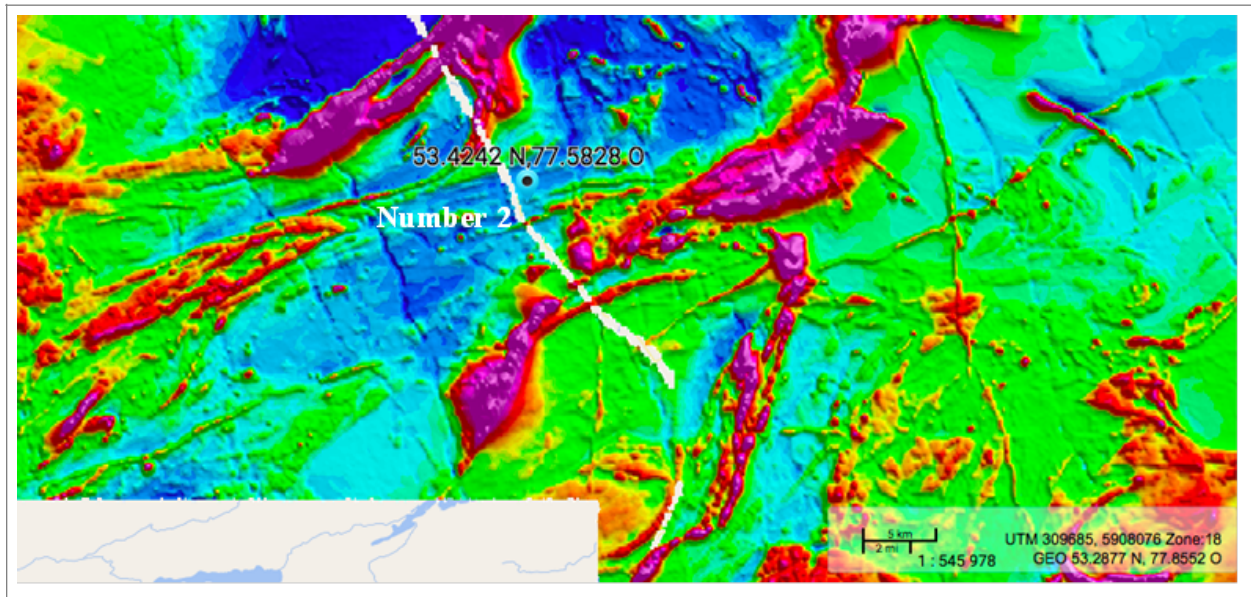 53.4242 N,77.5828 O
Number 2
5 km
2 mi
1 : 545 978
UTM 309685, 5908076 Zone:18
GEO 53.2877 N, 77.8552 O